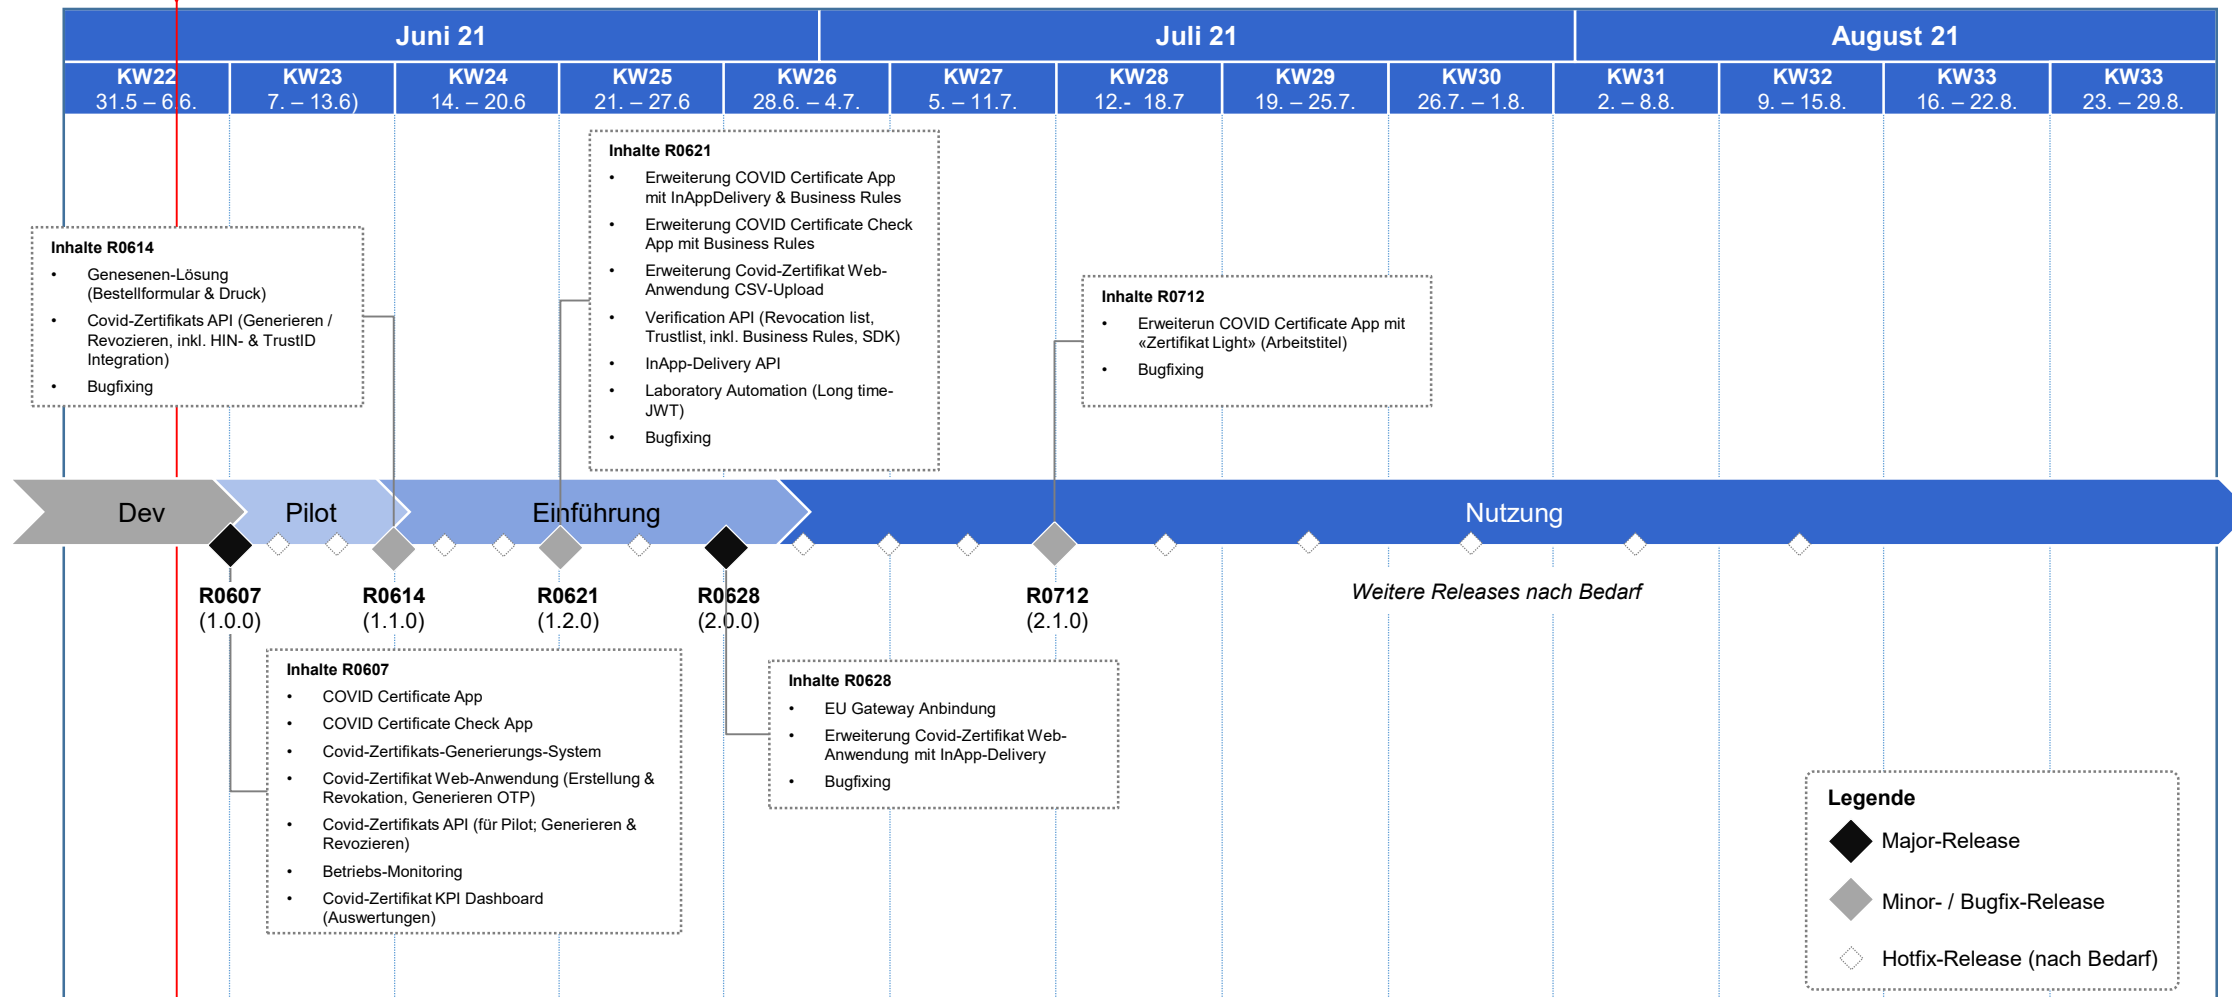 Juni 21
Juli 21
August 21
KW22
31.5 – 6.6.
KW23
7. – 13.6)
KW24
14. – 20.6
KW25
21. – 27.6
KW26
28.6. – 4.7.
KW27
5. – 11.7.
KW28
12.- 18.7
KW29
19. – 25.7.
KW30
26.7. – 1.8.
KW31
2. – 8.8.
KW32
9. – 15.8.
KW33
16. – 22.8.
KW33
23. – 29.8.
Inhalte R0614
• Genesenen-Lösung
(Bestellformular & Druck)
• Covid-Zertifikats API (Generieren /
Revozieren, inkl. HIN- & TrustID
Integration)
• Bugfixing
Inhalte R0621
• Erweiterung COVID Certificate App
mit InAppDelivery & Business Rules
• Erweiterung COVID Certificate Check
App mit Business Rules
• Erweiterung Covid-Zertifikat Web-
Anwendung CSV-Upload
• Verification API (Revocation list,
Trustlist, inkl. Business Rules, SDK)
• InApp-Delivery API
• Laboratory Automation (Long time-
JWT)
• Bugfixing
Inhalte R0712
• Erweiterun COVID Certificate App mit
«Zertifikat Light» (Arbeitstitel)
• Bugfixing
Dev
Pilot
Einführung
Nutzung
R0607
(1.0.0)
R0614
(1.1.0)
R0621
(1.2.0)
R0628
(2.0.0)
R0712
(2.1.0)
Weitere Releases nach Bedarf
Inhalte R0607
• COVID Certificate App
• COVID Certificate Check App
• Covid-Zertifikats-Generierungs-System
• Covid-Zertifikat Web-Anwendung (Erstellung &
Revokation, Generieren OTP)
• Covid-Zertifikats API (für Pilot; Generieren &
Revozieren)
• Betriebs-Monitoring
• Covid-Zertifikat KPI Dashboard
(Auswertungen)
Inhalte R0628
• EU Gateway Anbindung
• Erweiterung Covid-Zertifikat Web-
Anwendung mit InApp-Delivery
• Bugfixing
Legende
Major-Release
Minor- / Bugfix-Release
Hotfix-Release (nach Bedarf)